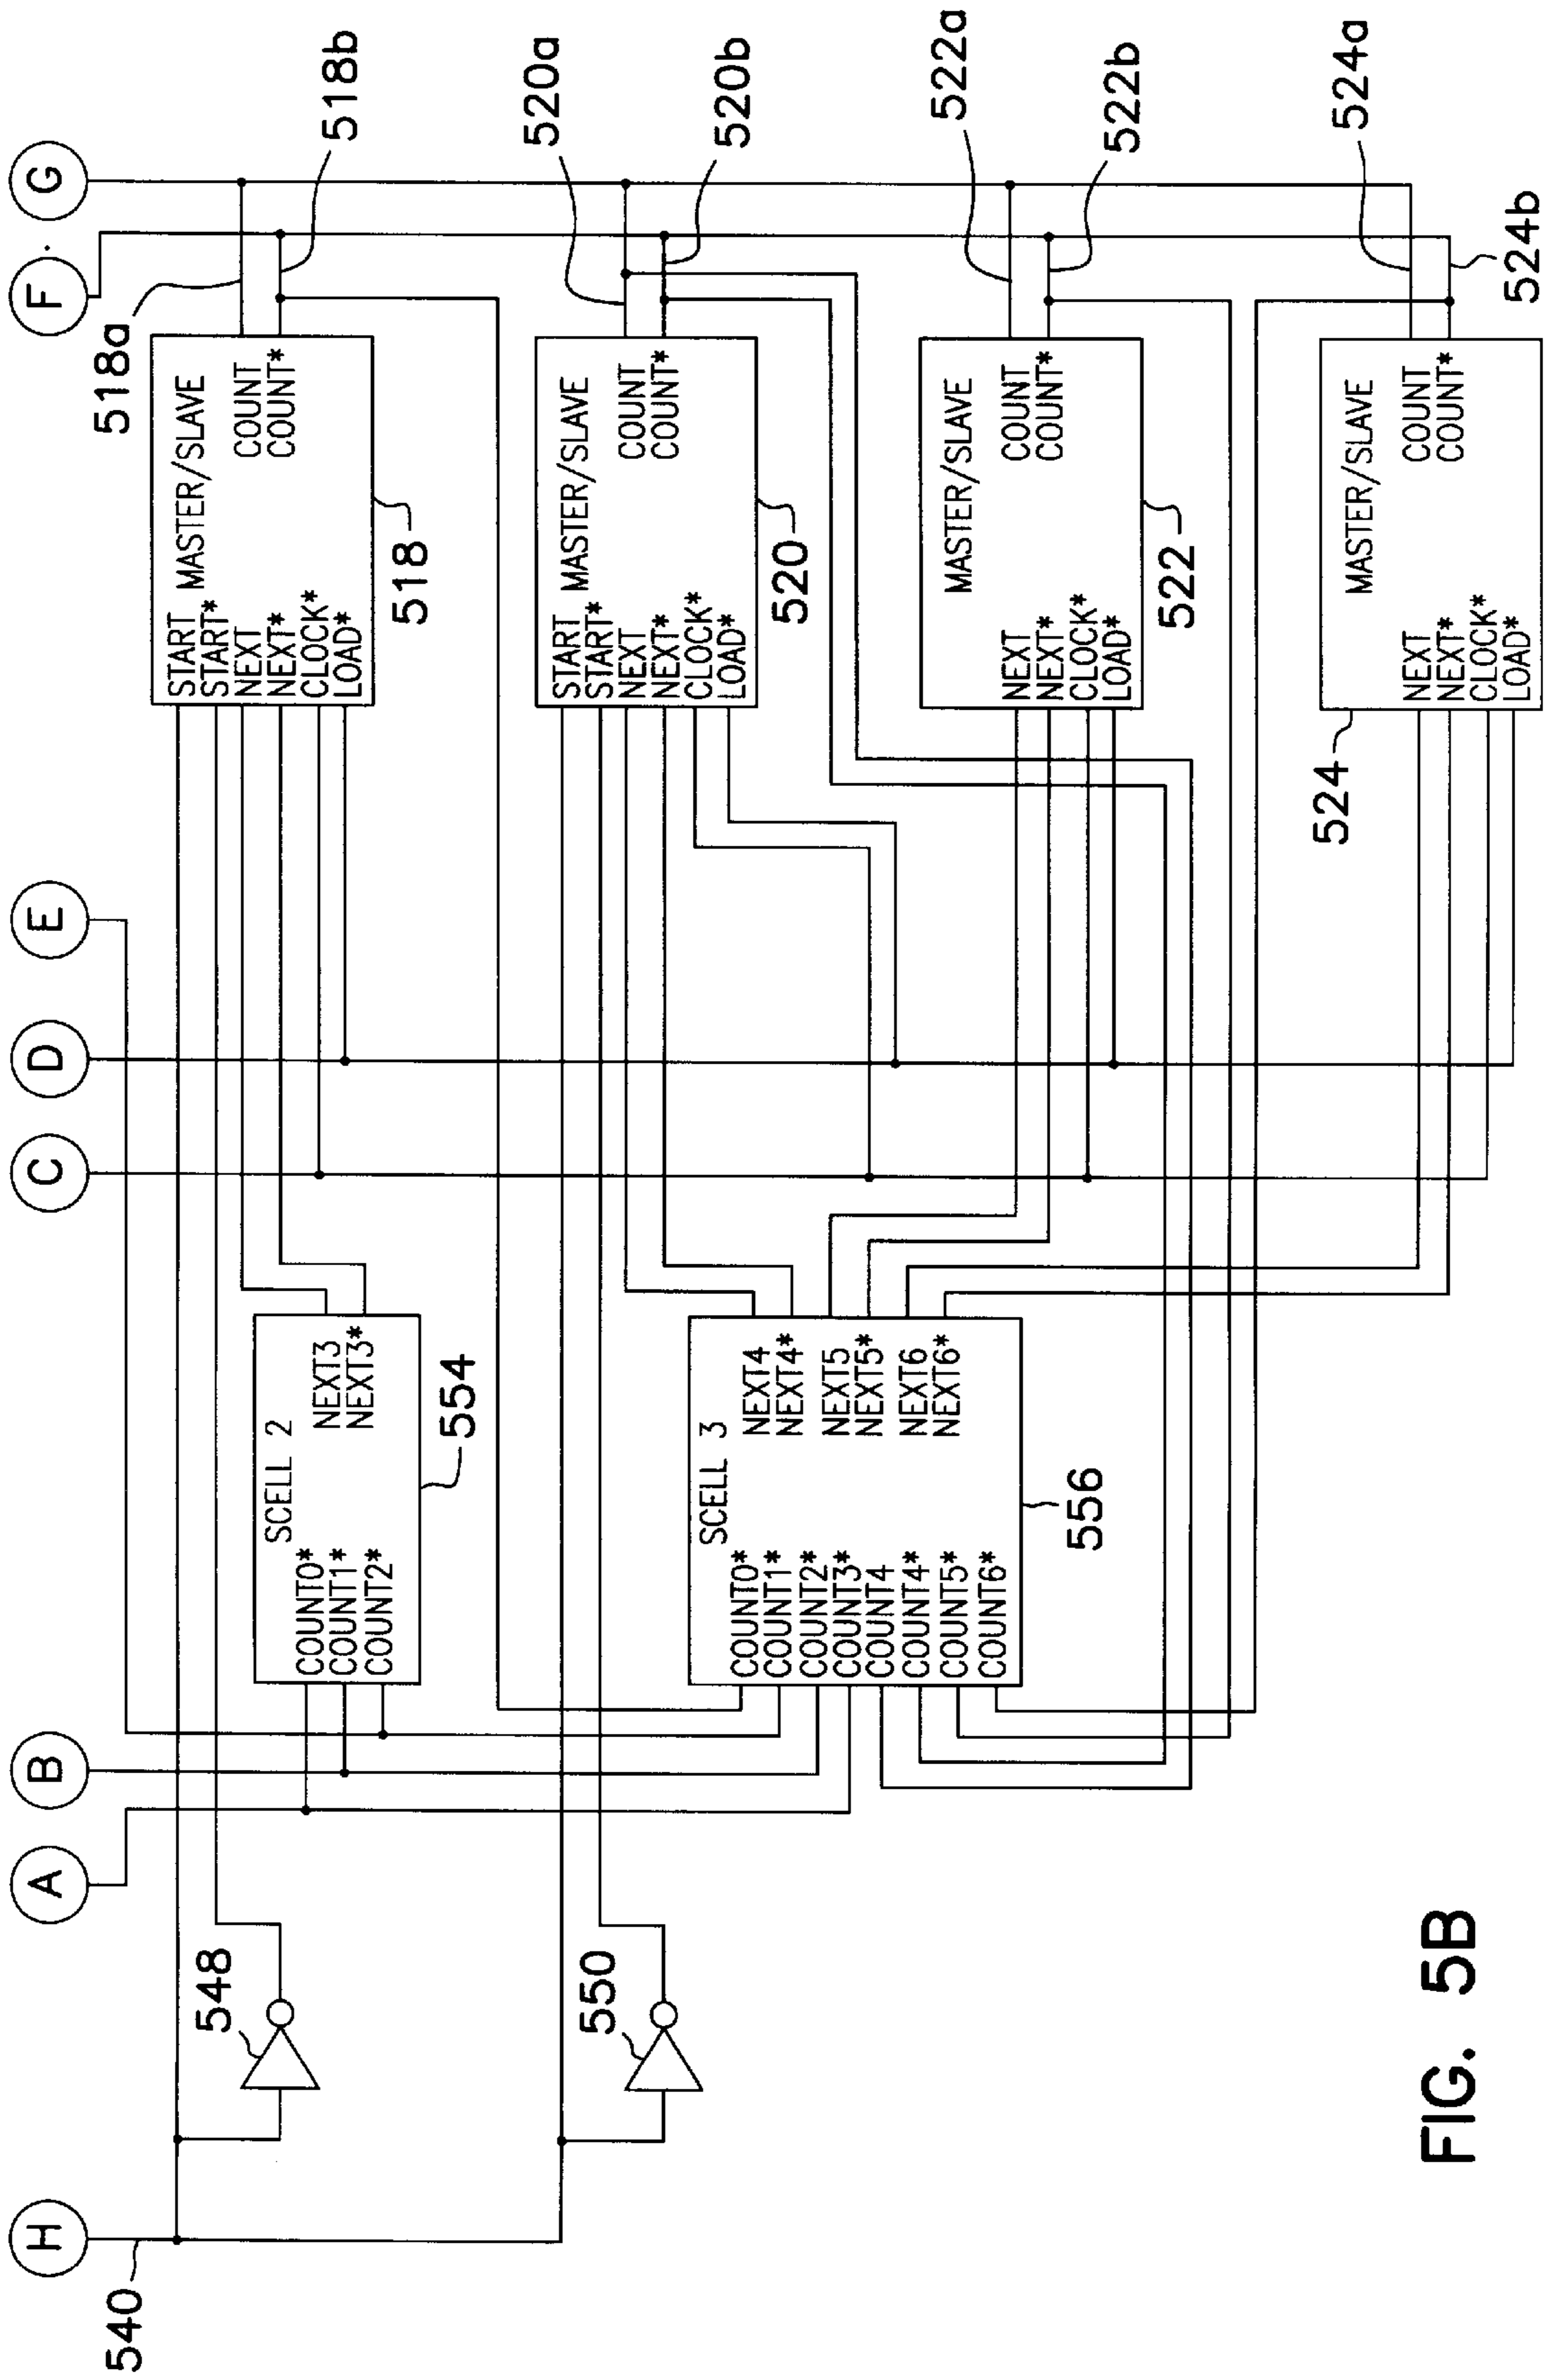 H
A
B
C
D
E
F
G
540
548
550
SCELL 2
COUNT0*
COUNT1*
COUNT2*
NEXT3
NEXT3*
554
SCELL 3
COUNT0*
COUNT1*
COUNT2*
COUNT3*
COUNT4
COUNT4*
COUNT5*
COUNT6*
NEXT4
NEXT4*
NEXT5
NEXT5*
NEXT6
NEXT6*
556
MASTER/SLAVE
START
START*
NEXT
NEXT*
CLOCK*
LOAD*
COUNT
COUNT*
518
518a
518b
MASTER/SLAVE
START
START*
NEXT
NEXT*
CLOCK*
LOAD*
COUNT
COUNT*
520
520a
520b
MASTER/SLAVE
NEXT
NEXT*
CLOCK*
LOAD*
COUNT
COUNT*
522
522a
522b
MASTER/SLAVE
NEXT
NEXT*
CLOCK*
LOAD*
COUNT
COUNT*
524
524a
524b
FIG. 5B